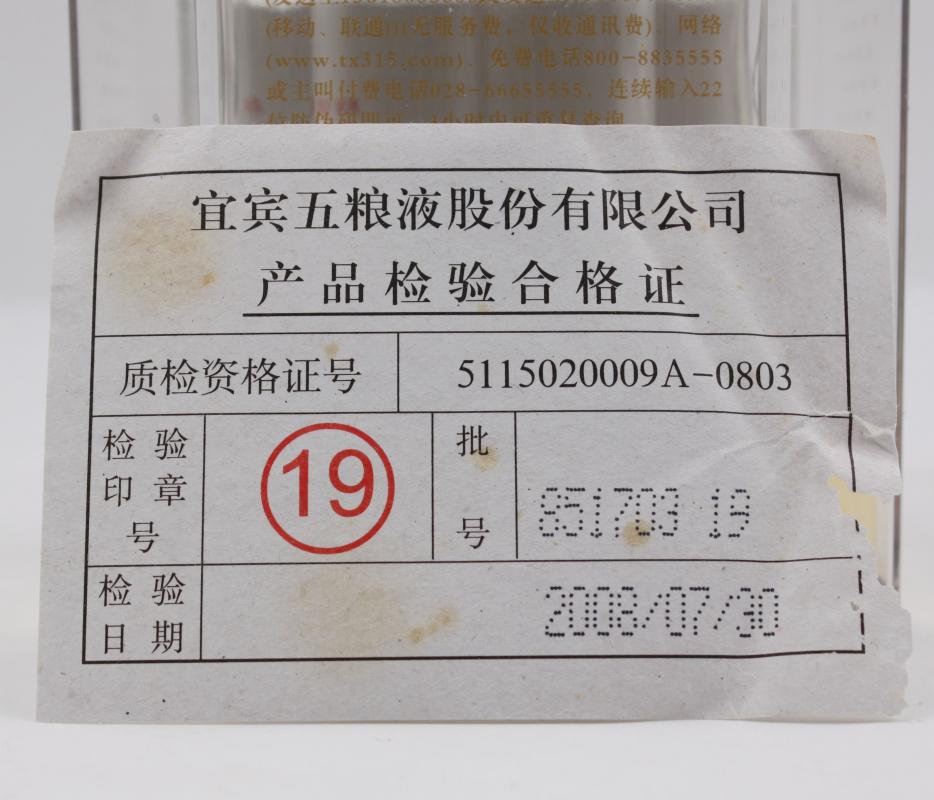 (移动、联通)(无服务费，仅收通讯费)、网络
(www.tx315.com)、免费电话800-8835555
或主叫付费电话028-66655555，连续输入22
宜宾五粮液股份有限公司
产品检验合格证
质检资格证号 5115020009A-0803
检验
印章
号
19
批
号
851703 19
检验
日期
2008/07/30